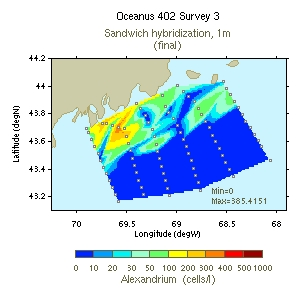 Oceanus 402 Survey 3
Sandwich hybridization, 1m
(final)
44.2
44
43.8
43.6
43.4
43.2
Latitude (degN)
Min=0
Max=385.4151
70
69.5
69
68.5
68
Longitude (degW)
0 10 20 30 50 100 200 300 400 500 1000
Alexandrium (cells/l)